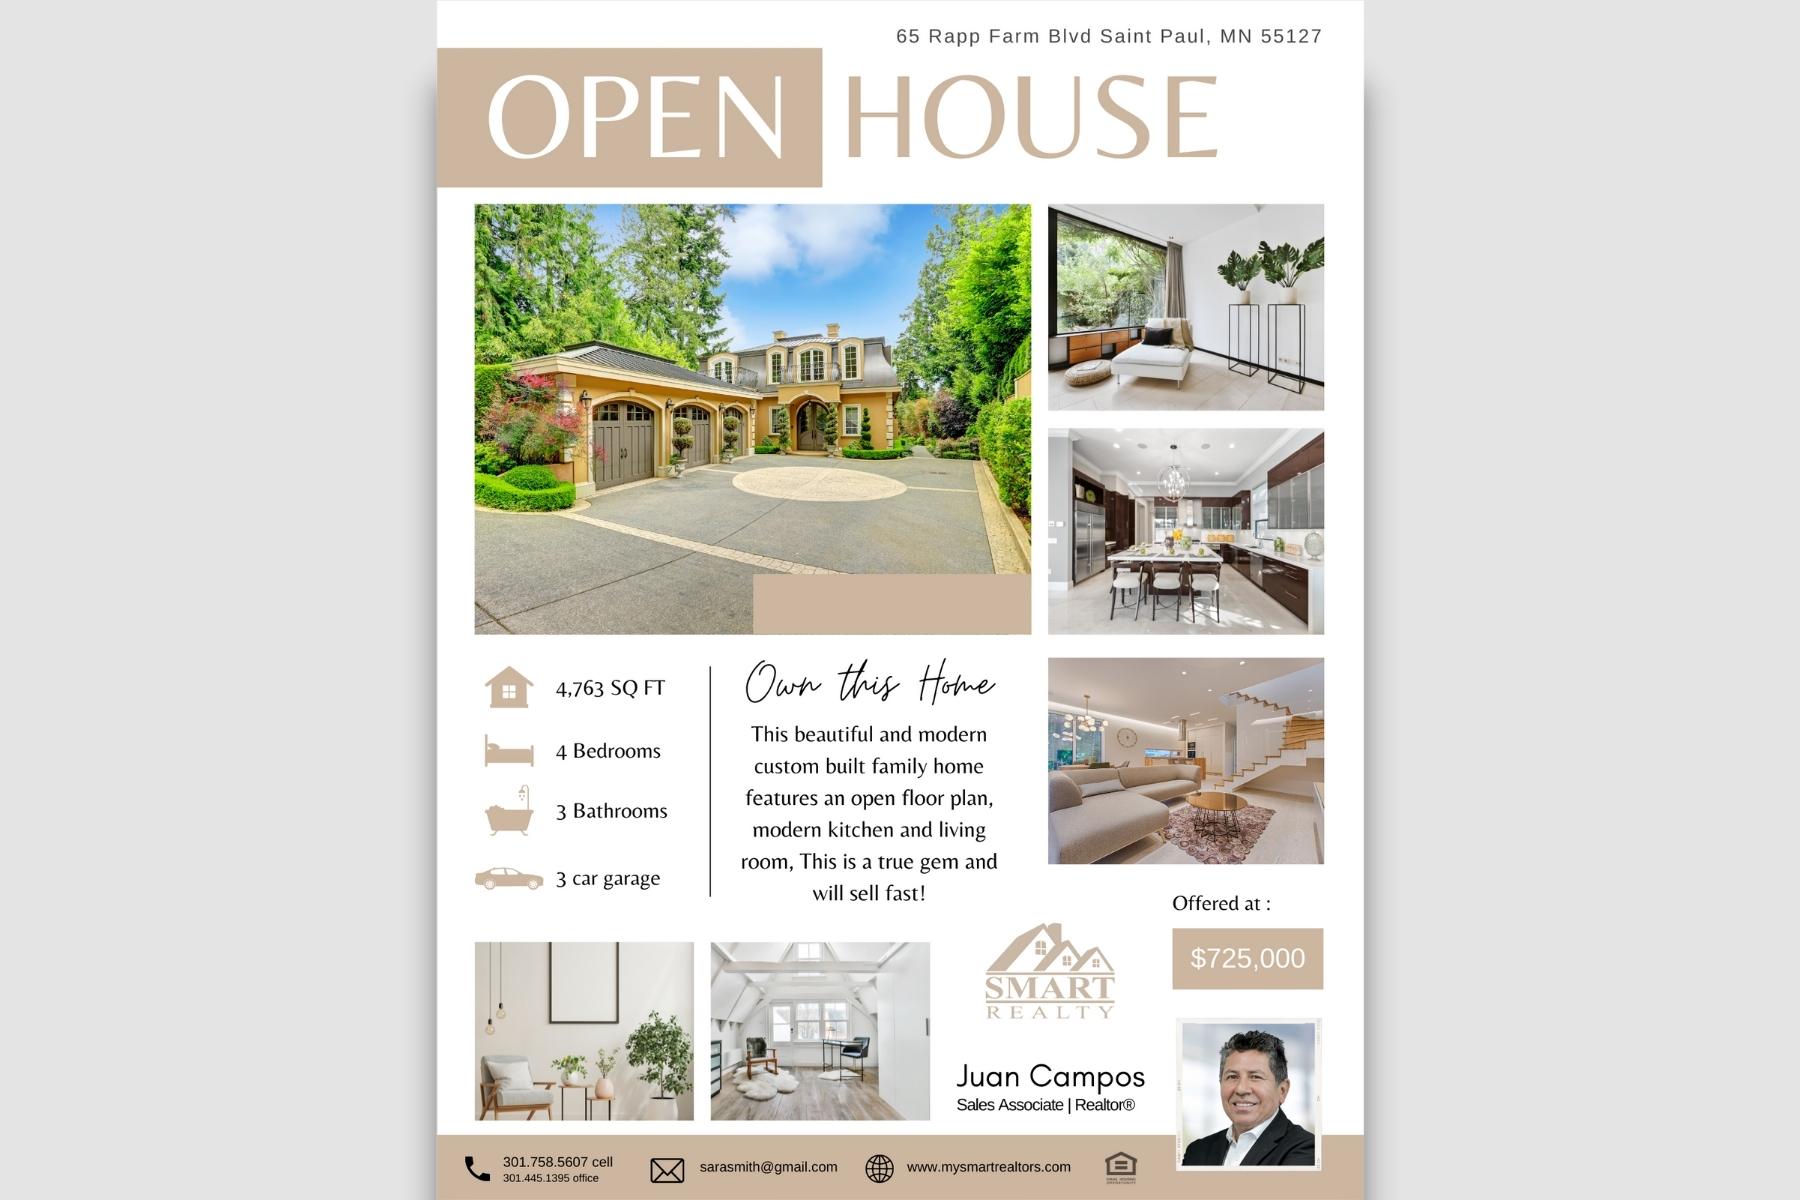 65 Rapp Farm Blvd Saint Paul, MN 55127
OPEN HOUSE
4,763 SQ FT
4 Bedrooms
3 Bathrooms
3 car garage
Own this Home
This beautiful and modern
custom built family home
features an open floor plan,
modern kitchen and living
room, This is a true gem and
will sell fast!
Offered at :
$725,000
SMART
REALTY
Juan Campos
Sales Associate | Realtor®
301.758.5607 cell
301.445.1395 office
sarasmith@gmail.com
www.mysmartrealtors.com
EQUAL HOUSING
OPPORTUNITY